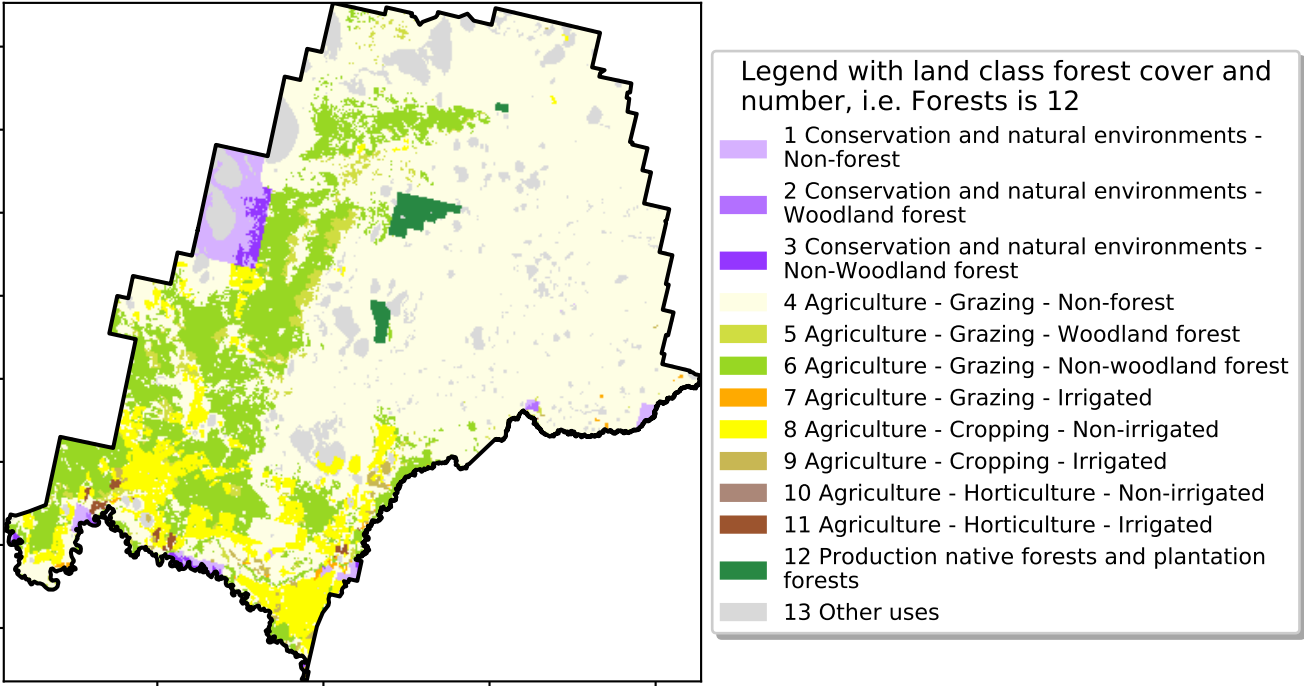 Legend with land class forest cover and
number, i.e. Forests is 12
1 Conservation and natural environments -
Non-forest
2 Conservation and natural environments -
Woodland forest
3 Conservation and natural environments -
Non-Woodland forest
4 Agriculture - Grazing - Non-forest
5 Agriculture - Grazing - Woodland forest
6 Agriculture - Grazing - Non-woodland forest
7 Agriculture - Grazing - Irrigated
8 Agriculture - Cropping - Non-irrigated
9 Agriculture - Cropping - Irrigated
10 Agriculture - Horticulture - Non-irrigated
11 Agriculture - Horticulture - Irrigated
12 Production native forests and plantation
forests
13 Other uses